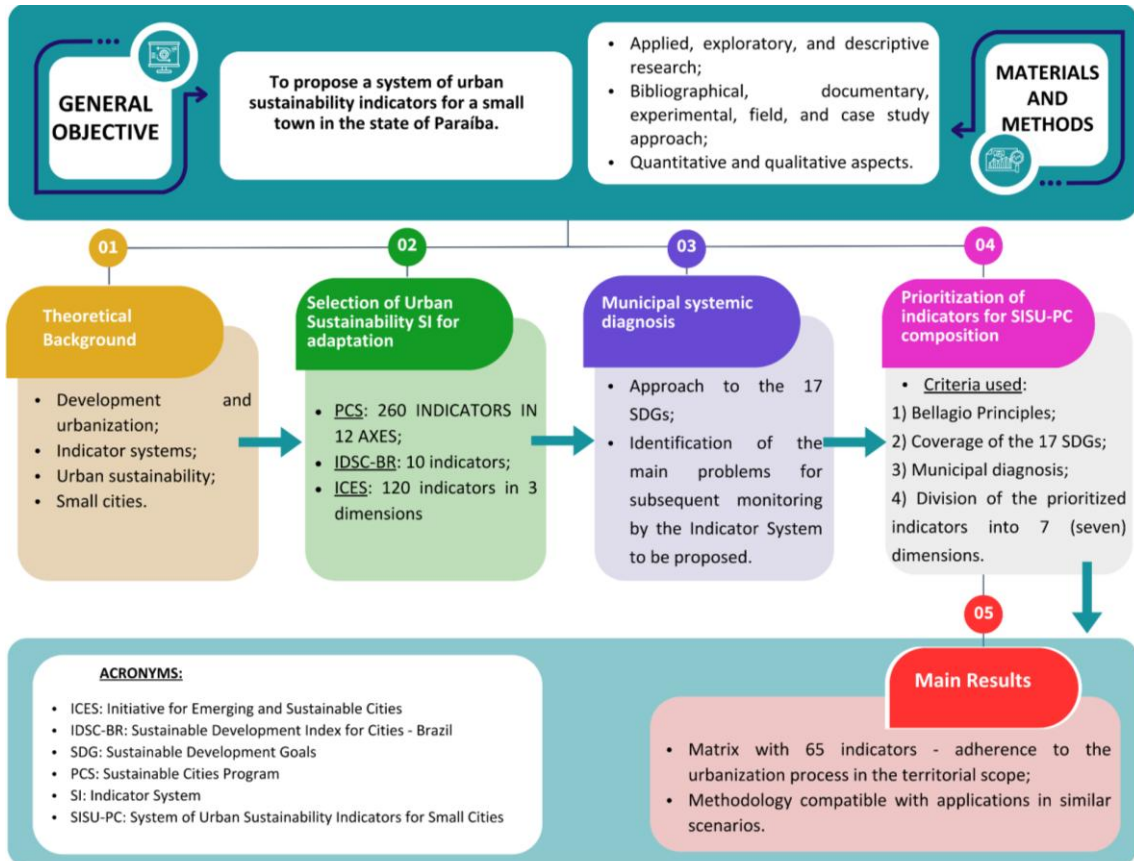 GENERAL
OBJECTIVE
To propose a system of urban
sustainability indicators for a small
town in the state of Paraíba.
• Applied, exploratory, and descriptive
research;
• Bibliographical, documentary,
experimental, field, and case study
approach;
• Quantitative and qualitative aspects.
MATERIALS
AND
METHODS
01
Theoretical
Background
• Development and
urbanization;
• Indicator systems;
• Urban sustainability;
• Small cities.
02
Selection of Urban
Sustainability SI for
adaptation
• PCS: 260 INDICATORS IN
12 AXES;
• IDSC-BR: 10 indicators;
• ICES: 120 indicators in 3
dimensions
03
Municipal systemic
diagnosis
• Approach to the 17
SDGs;
• Identification of the
main problems for
subsequent monitoring
by the Indicator System
to be proposed.
04
Prioritization of
indicators for SISU-PC
composition
• Criteria used:
1) Bellagio Principles;
2) Coverage of the 17 SDGs;
3) Municipal diagnosis;
4) Division of the prioritized
indicators into 7 (seven)
dimensions.
05
Main Results
• Matrix with 65 indicators - adherence to the
urbanization process in the territorial scope;
• Methodology compatible with applications in similar
scenarios.
ACRONYMS:
• ICES: Initiative for Emerging and Sustainable Cities
• IDSC-BR: Sustainable Development Index for Cities - Brazil
• SDG: Sustainable Development Goals
• PCS: Sustainable Cities Program
• SI: Indicator System
• SISU-PC: System of Urban Sustainability Indicators for Small Cities